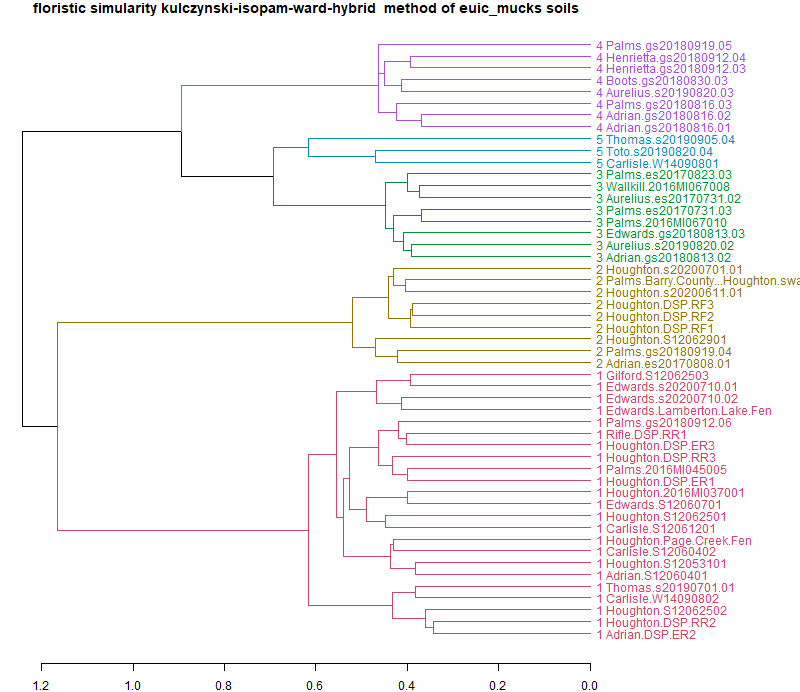 floristic simularity kulczynski-isopam-ward-hybrid method of euic_mucks soils
4 Palms.gs20180919.05
4 Henrietta.gs20180912.04
4 Henrietta.gs20180912.03
4 Boots.gs20180830.03
4 Aurelius.s20190820.03
4 Palms.gs20180816.03
4 Adrian.gs20180816.02
4 Adrian.gs20180816.01
5 Thomas.s20190905.04
5 Toto.s20190820.04
5 Carlisle.W14090801
3 Palms.es20170823.03
3 Wallkill.2016MI067008
3 Aurelius.es20170731.02
3 Palms.es20170731.03
3 Palms.2016MI067010
3 Edwards.gs20180813.03
3 Aurelius.s20190820.02
3 Adrian.gs20180813.02
2 Houghton.s20200701.01
2 Palms.Barry.County...Houghton.swa
2 Houghton.s20200611.01
2 Houghton.DSP.RF3
2 Houghton.DSP.RF2
2 Houghton.DSP.RF1
2 Houghton.S12062901
2 Palms.gs20180919.04
2 Adrian.es20170808.01
1 Gilford.S12062503
1 Edwards.s20200710.01
1 Edwards.s20200710.02
1 Edwards.Lamberton.Lake.Fen
1 Palms.gs20180912.06
1 Rifle.DSP.RR1
1 Houghton.DSP.ER3
1 Houghton.DSP.RR3
1 Palms.2016MI045005
1 Houghton.DSP.ER1
1 Houghton.2016MI037001
1 Edwards.S12060701
1 Houghton.S12062501
1 Carlisle.S12061201
1 Houghton.Page.Creek.Fen
1 Carlisle.S12060402
1 Houghton.S12053101
1 Adrian.S12060401
1 Thomas.s20190701.01
1 Carlisle.W14090802
1 Houghton.S12062502
1 Houghton.DSP.RR2
1 Adrian.DSP.ER2
1.2 1.0 0.8 0.6 0.4 0.2 0.0